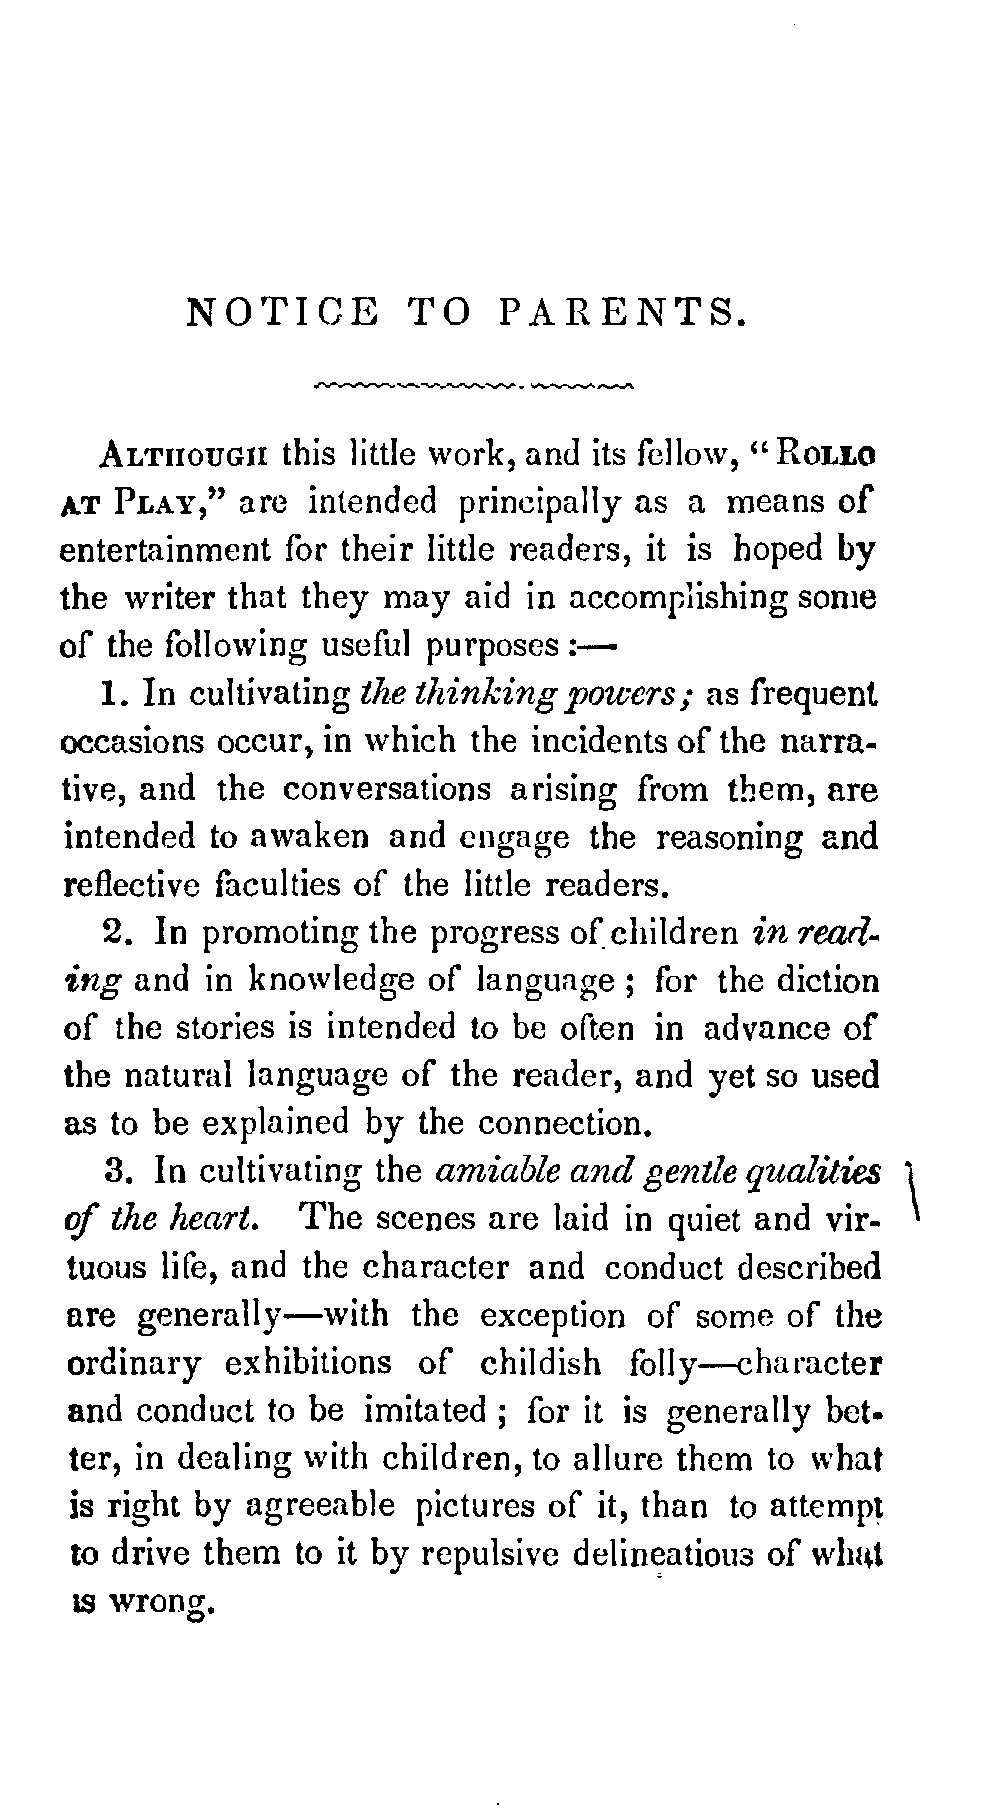 NOTICE TO PARENTS.
ALTHOUGH this little work, and its fellow, “ROLLO
AT PLAY,” are intended principally as a means of
entertainment for their little readers, it is hoped by
the writer that they may aid in accomplishing some
of the following useful purposes :—
1. In cultivating the thinking powers; as frequent
occasions occur, in which the incidents of the narra-
tive, and the conversations arising from them, are
intended to awaken and engage the reasoning and
reflective faculties of the little readers.
2. In promoting the progress of children in read-
ing and in knowledge of language ; for the diction
of the stories is intended to be often in advance of
the natural language of the reader, and yet so used
as to be explained by the connection.
3. In cultivating the amiable and gentle qualities
of the heart. The scenes are laid in quiet and vir-
tuous life, and the character and conduct described
are generally—with the exception of some of the
ordinary exhibitions of childish folly—character
and conduct to be imitated ; for it is generally bet-
ter, in dealing with children, to allure them to what
is right by agreeable pictures of it, than to attempt
to drive them to it by repulsive delineations of what
is wrong.